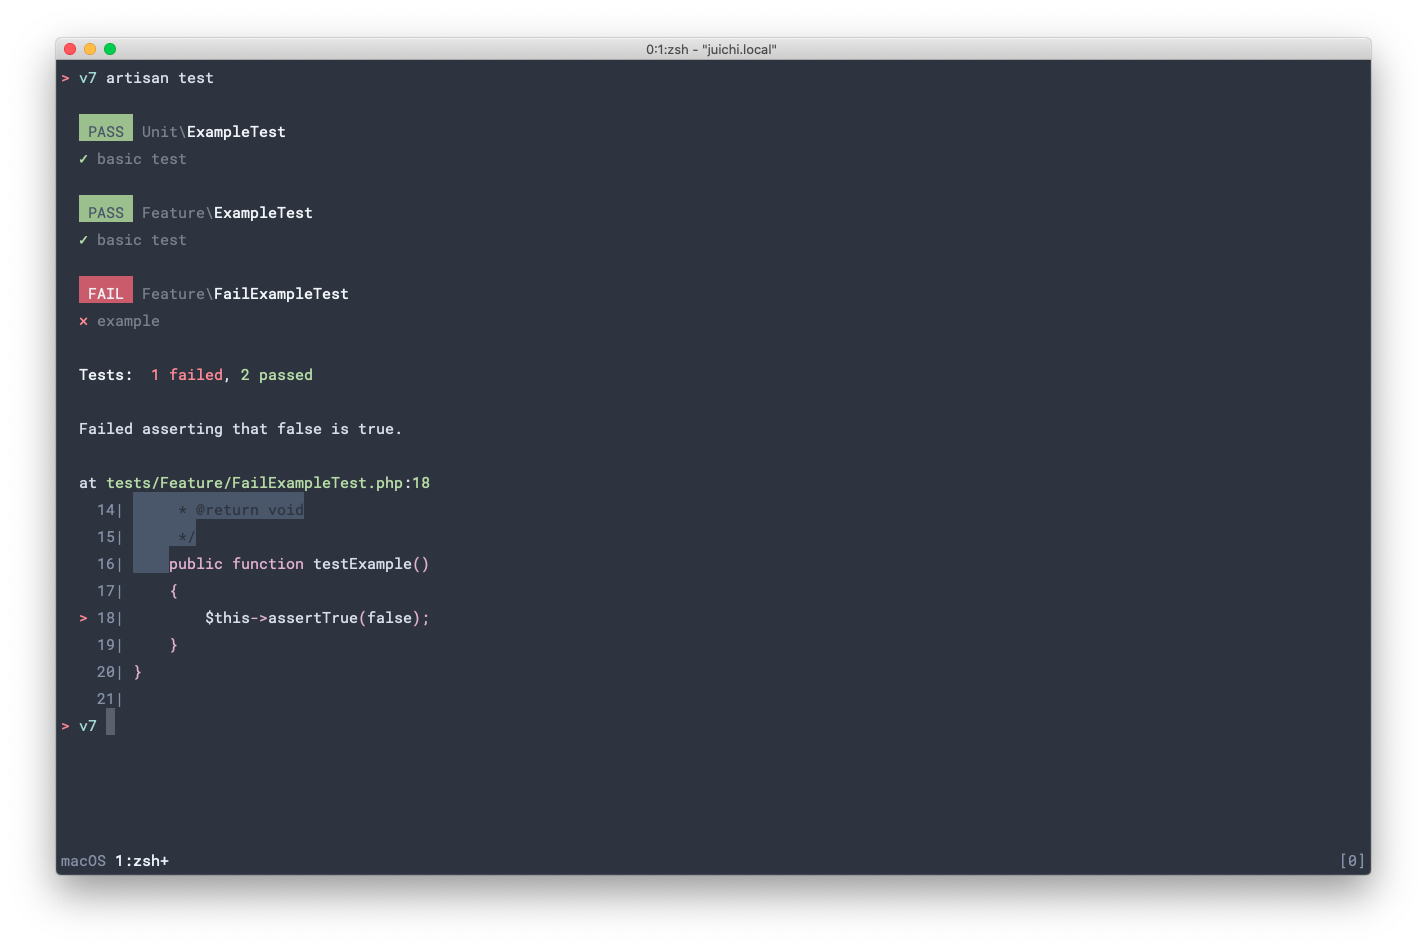 0:1:zsh - "juichi.local"
> v7 artisan test
PASS Unit\ExampleTest
✓ basic test
PASS Feature\ExampleTest
✓ basic test
FAIL Feature\FailExampleTest
× example
Tests:  1 failed, 2 passed
Failed asserting that false is true.
at tests/Feature/FailExampleTest.php:18
14|      * @return void
15|      */
16|     public function testExample()
17|     {
> 18|         $this->assertTrue(false);
19|     }
20| }
21|
> v7
macOS 1:zsh+ [0]